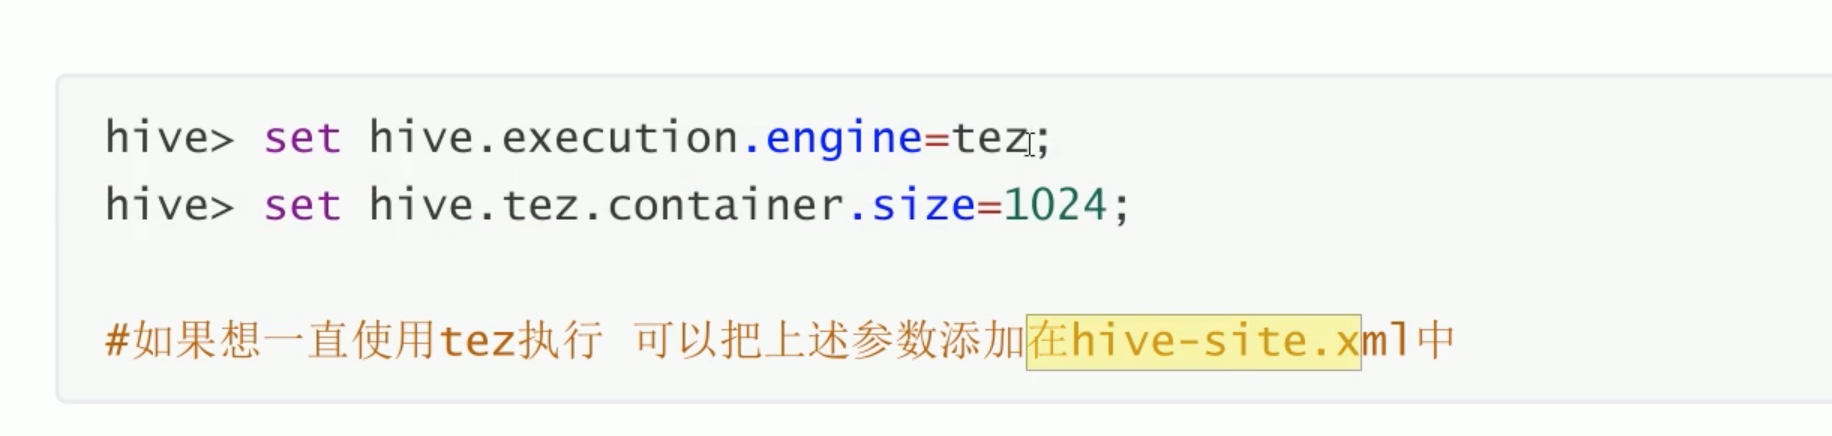 hive> set hive.execution.engine=tez;
hive> set hive.tez.container.size=1024;
#如果想一直使用tez执行 可以把上述参数添加在hive-site.xml中